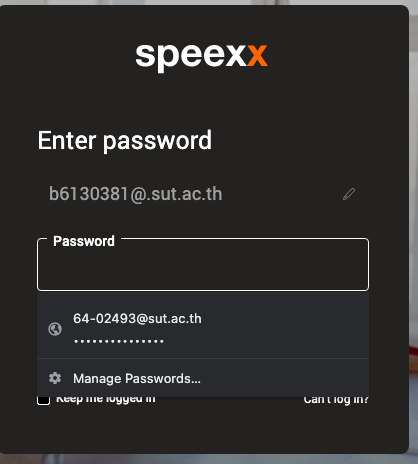 speexx
Enter password
b6130381@.sut.ac.th
Password
64-02493@sut.ac.th
•••••••••••••••
Manage Passwords...
Keep me logged in
Can't log in?